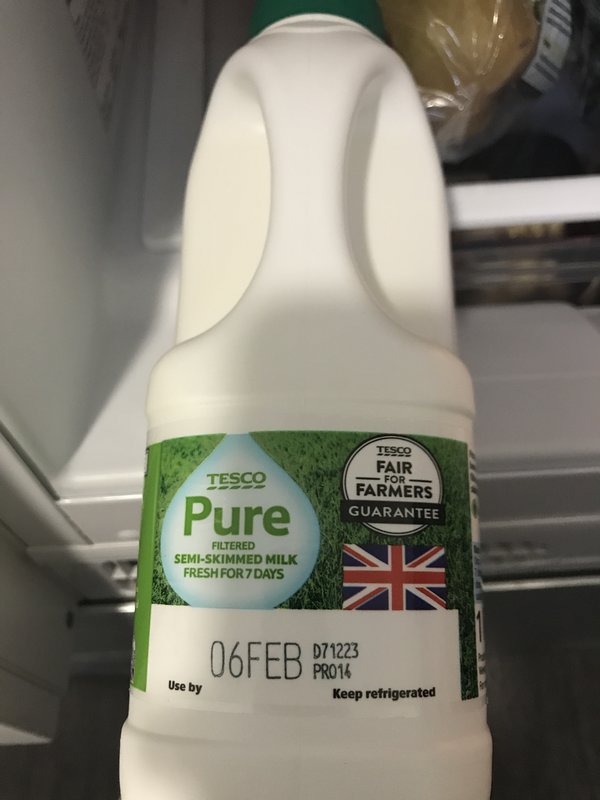 TESCO
Pure
FILTERED
SEMI-SKIMMED MILK
FRESH FOR 7 DAYS
TESCO
FAIR
FOR
FARMERS
GUARANTEE
06FEB
D71223
PR014
Use by
Keep refrigerated